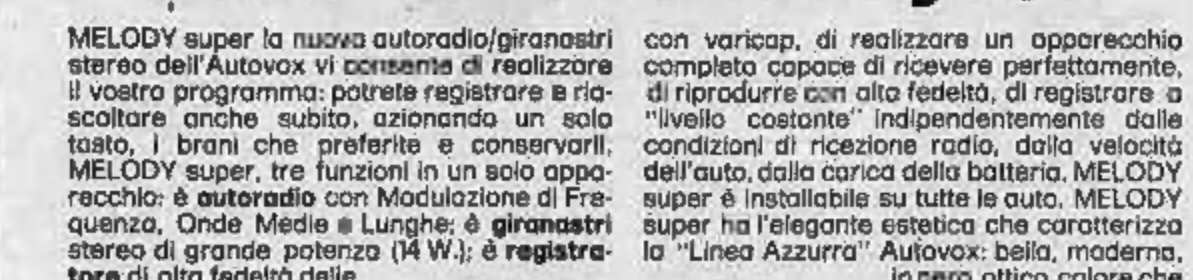 MELODY super la nuova autoradio/giranastri
stereo dell'Autovox vi consente di realizzare
il vostro programma: potrete registrare e ria-
scoltare anche subito, azionando un solo
tasto, i brani che preferite e conservarli.
MELODY super, tre funzioni in un solo appa-
recchio: è autoradio con Modulazione di Fre-
quenza, Onde Medie e Lunghe; è giranastri
stereo di grande potenza (14 W.); è registra-
tore di alta fedeltà delle
con varicap, di realizzare un apparecchio
completo capace di ricevere perfettamente,
di riprodurre con alta fedeltà, di registrare a
"livello costante" indipendentemente dalle
condizioni di ricezione radio, dalla velocità
dell'auto, dalla carica della batteria. MELODY
super è installabile su tutte le auto. MELODY
super ha l'elegante estetica che caratterizza
la "Linea Azzurra" Autovox: bella, moderna,
ottica che